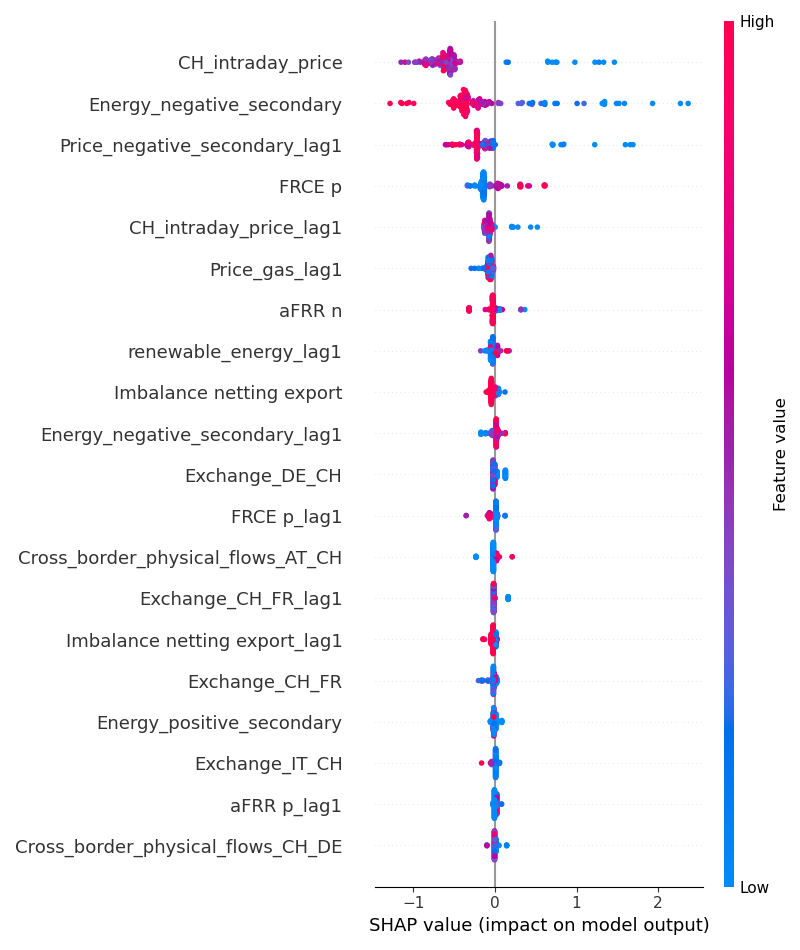 High
CH_intraday_price
Energy_negative_secondary
Price_negative_secondary_lag1
FRCE p
CH_intraday_price_lag1
Price_gas_lag1
aFRR n
renewable_energy_lag1
Imbalance netting export
Energy_negative_secondary_lag1
Exchange_DE_CH
FRCE p_lag1
Cross_border_physical_flows_AT_CH
Exchange_CH_FR_lag1
Imbalance netting export_lag1
Exchange_CH_FR
Energy_positive_secondary
Exchange_IT_CH
aFRR p_lag1
Cross_border_physical_flows_CH_DE
Feature value
Low
−1 0 1 2
SHAP value (impact on model output)